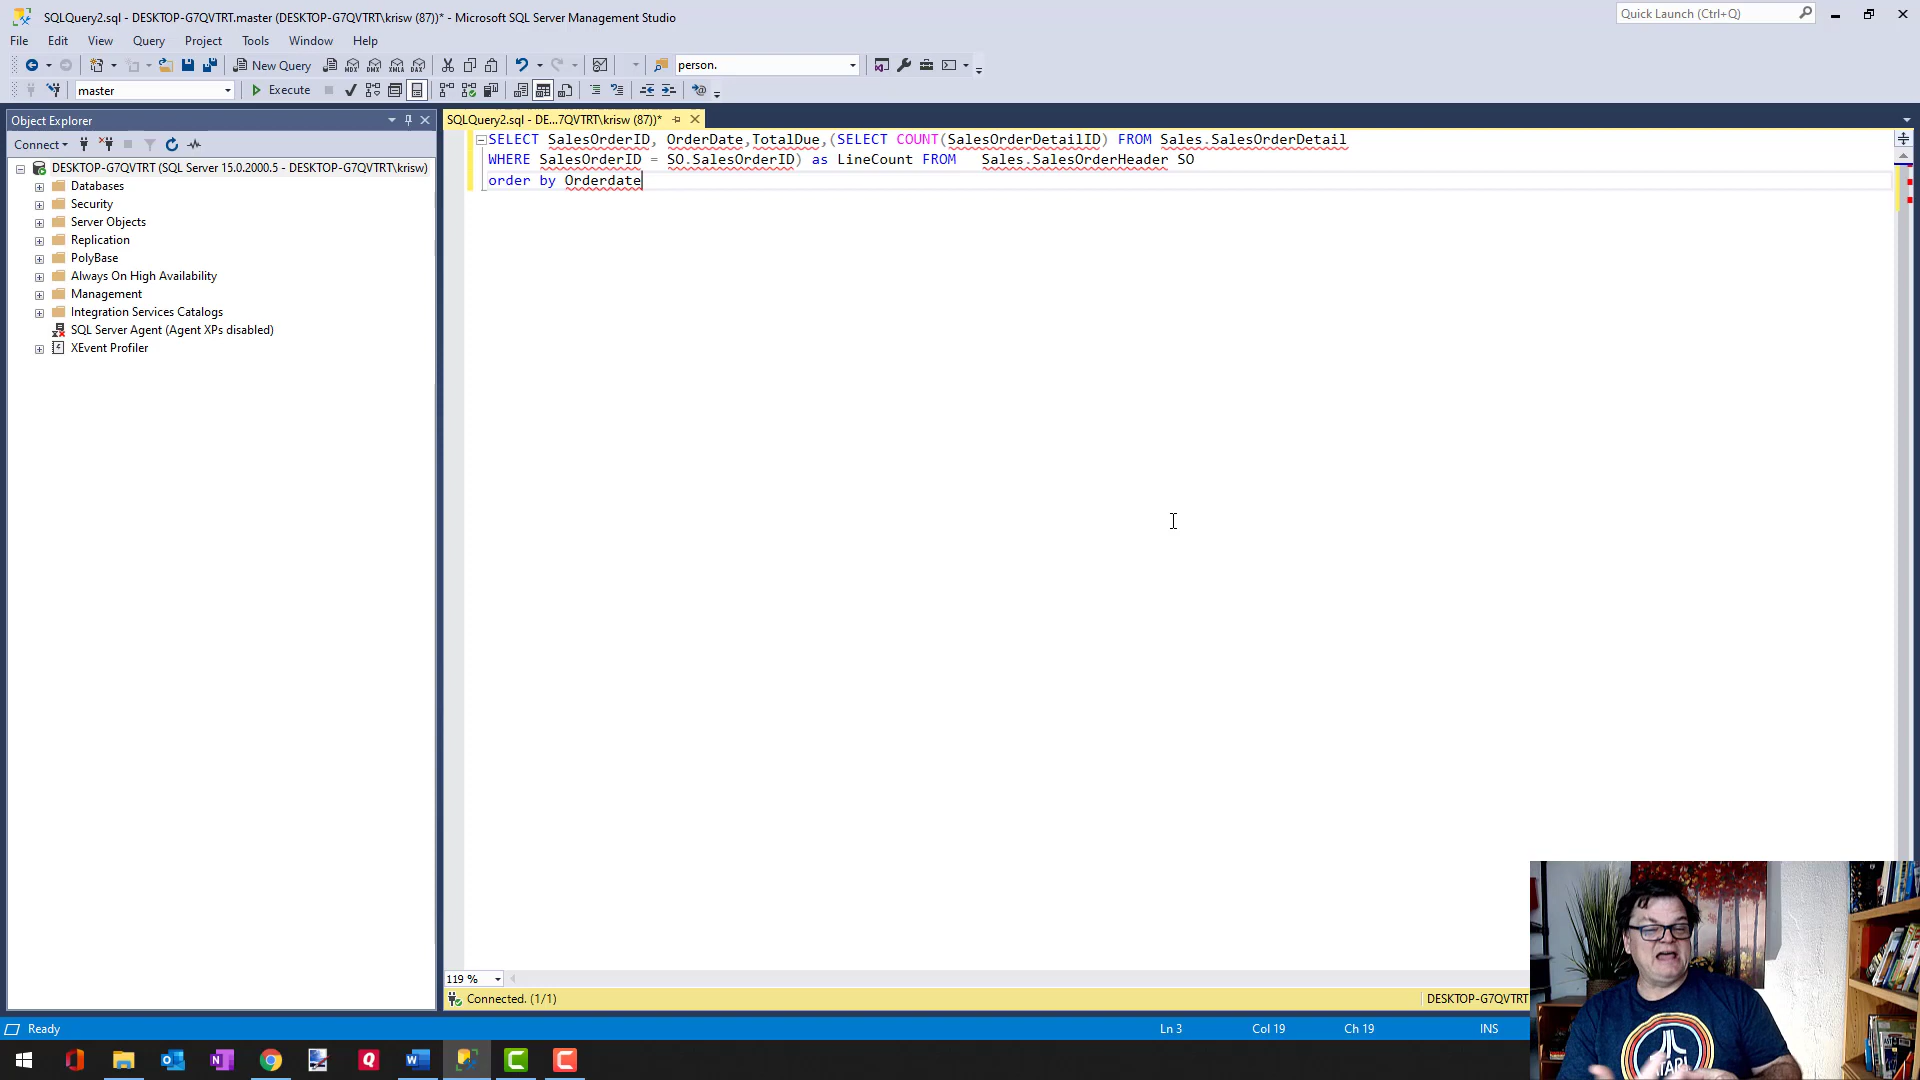 SQLQuery2.sql - DESKTOP-G7QVTRT.master (DESKTOP-G7QVTRT\krisw (87))* - Microsoft SQL Server Management Studio
Quick Launch (Ctrl+Q)
File Edit View Query Project Tools Window Help
New Query person.
master Execute
Object Explorer
SQLQuery2.sql - DE...7QVTRT\krisw (87))*
Connect
DESKTOP-G7QVTRT (SQL Server 15.0.2000.5 - DESKTOP-G7QVTRT\krisw)
Databases
Security
Server Objects
Replication
PolyBase
Always On High Availability
Management
Integration Services Catalogs
SQL Server Agent (Agent XPs disabled)
XEvent Profiler
SELECT SalesOrderID, OrderDate,TotalDue,(SELECT COUNT(SalesOrderDetailID) FROM Sales.SalesOrderDetail
WHERE SalesOrderID = SO.SalesOrderID) as LineCount FROM Sales.SalesOrderHeader SO
order by Orderdate
119 %
Connected. (1/1) DESKTOP-G7QVTRT
Ready Ln 3 Col 19 Ch 19 INS
ATARI